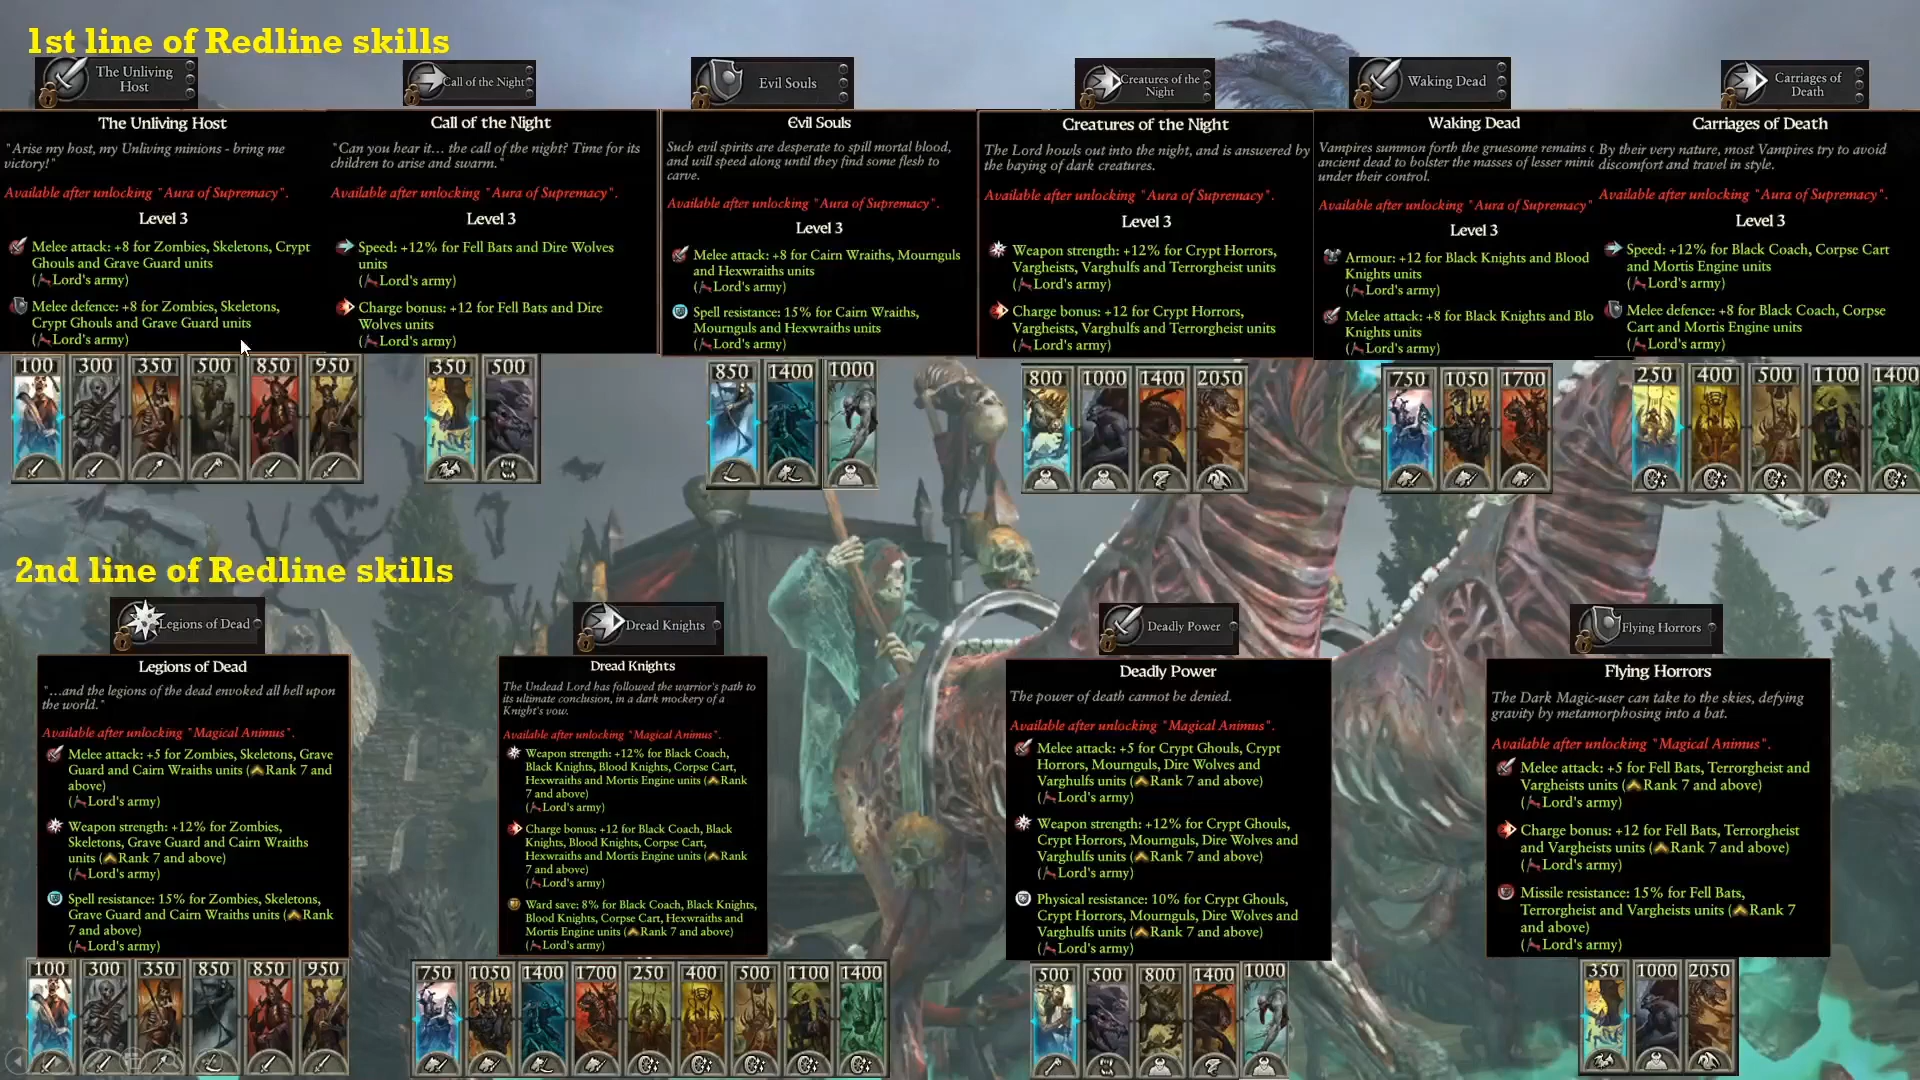 1st line of Redline skills
The Unliving
Host
Call of the Night
Evil Souls
Creatures of the
Night
Waking Dead
Carriages of
Death
The Unliving Host
"Arise my host, my Unliving minions - bring me
victory!"
Available after unlocking "Aura of Supremacy".
Level 3
Melee attack: +8 for Zombies, Skeletons, Crypt
Ghouls and Grave Guard units
(Lord's army)
Melee defence: +8 for Zombies, Skeletons,
Crypt Ghouls and Grave Guard units
(Lord's army)
100 300 350 500 850 950
Call of the Night
"Can you hear it... the call of the night? Time for its
children to arise and swarm."
Available after unlocking "Aura of Supremacy".
Level 3
Speed: +12% for Fell Bats and Dire Wolves
units
(Lord's army)
Charge bonus: +12 for Fell Bats and Dire
Wolves units
(Lord's army)
350 500
Evil Souls
Such evil spirits are desperate to spill mortal blood,
and will speed along until they find some flesh to
carve.
Available after unlocking "Aura of Supremacy".
Level 3
Melee attack: +8 for Cairn Wraiths, Mournguls
and Hexwraiths units
(Lord's army)
Spell resistance: 15% for Cairn Wraiths,
Mournguls and Hexwraiths units
(Lord's army)
850 1400 1000
Creatures of the Night
The Lord howls out into the night, and is answered by
the baying of dark creatures.
Available after unlocking "Aura of Supremacy".
Level 3
Weapon strength: +12% for Crypt Horrors,
Vargheists, Varghulfs and Terrorgheist units
(Lord's army)
Charge bonus: +12 for Crypt Horrors,
Vargheists, Varghulfs and Terrorgheist units
(Lord's army)
800 1000 1400 2050
Waking Dead
Vampires summon forth the gruesome remains o
ancient dead to bolster the masses of lesser minio
under their control.
Available after unlocking "Aura of Supremacy"
Level 3
Armour: +12 for Black Knights and Blood
Knights units
(Lord's army)
Melee attack: +8 for Black Knights and Blo
Knights units
(Lord's army)
750 1050 1700
Carriages of Death
By their very nature, most Vampires try to avoid
discomfort and travel in style.
Available after unlocking "Aura of Supremacy".
Level 3
Speed: +12% for Black Coach, Corpse Cart
and Mortis Engine units
(Lord's army)
Melee defence: +8 for Black Coach, Corpse
Cart and Mortis Engine units
(Lord's army)
250 400 500 1100 1400
2nd line of Redline skills
Legions of Dead
Dread Knights
Deadly Power
Flying Horrors
Legions of Dead
"...and the legions of the dead envoked all hell upon
the world."
Available after unlocking "Magical Animus".
Melee attack: +5 for Zombies, Skeletons, Grave
Guard and Cairn Wraiths units (Rank 7 and
above)
(Lord's army)
Weapon strength: +12% for Zombies,
Skeletons, Grave Guard and Cairn Wraiths
units (Rank 7 and above)
(Lord's army)
Spell resistance: 15% for Zombies, Skeletons,
Grave Guard and Cairn Wraiths units (Rank
7 and above)
(Lord's army)
100 300 350 850 850 950
Dread Knights
The Undead Lord has followed the warrior's path to
its ultimate conclusion, in a dark mockery of a
Knight's vow.
Available after unlocking "Magical Animus".
Weapon strength: +12% for Black Coach,
Black Knights, Blood Knights, Corpse Cart,
Hexwraiths and Mortis Engine units (Rank
7 and above)
(Lord's army)
Charge bonus: +12 for Black Coach, Black
Knights, Blood Knights, Corpse Cart,
Hexwraiths and Mortis Engine units (Rank
7 and above)
(Lord's army)
Ward save: 8% for Black Coach, Black Knights,
Blood Knights, Corpse Cart, Hexwraiths and
Mortis Engine units (Rank 7 and above)
(Lord's army)
750 1050 1400 1700 250 400 500 1100 1400
Deadly Power
The power of death cannot be denied.
Available after unlocking "Magical Animus".
Melee attack: +5 for Crypt Ghouls, Crypt
Horrors, Mournguls, Dire Wolves and
Varghulfs units (Rank 7 and above)
(Lord's army)
Weapon strength: +12% for Crypt Ghouls,
Crypt Horrors, Mournguls, Dire Wolves and
Varghulfs units (Rank 7 and above)
(Lord's army)
Physical resistance: 10% for Crypt Ghouls,
Crypt Horrors, Mournguls, Dire Wolves and
Varghulfs units (Rank 7 and above)
(Lord's army)
500 500 800 1400 1000
Flying Horrors
The Dark Magic-user can take to the skies, defying
gravity by metamorphosing into a bat.
Available after unlocking "Magical Animus".
Melee attack: +5 for Fell Bats, Terrorgheist and
Vargheists units (Rank 7 and above)
(Lord's army)
Charge bonus: +12 for Fell Bats, Terrorgheist
and Vargheists units (Rank 7 and above)
(Lord's army)
Missile resistance: 15% for Fell Bats,
Terrorgheist and Vargheists units (Rank 7
and above)
(Lord's army)
350 1000 2050